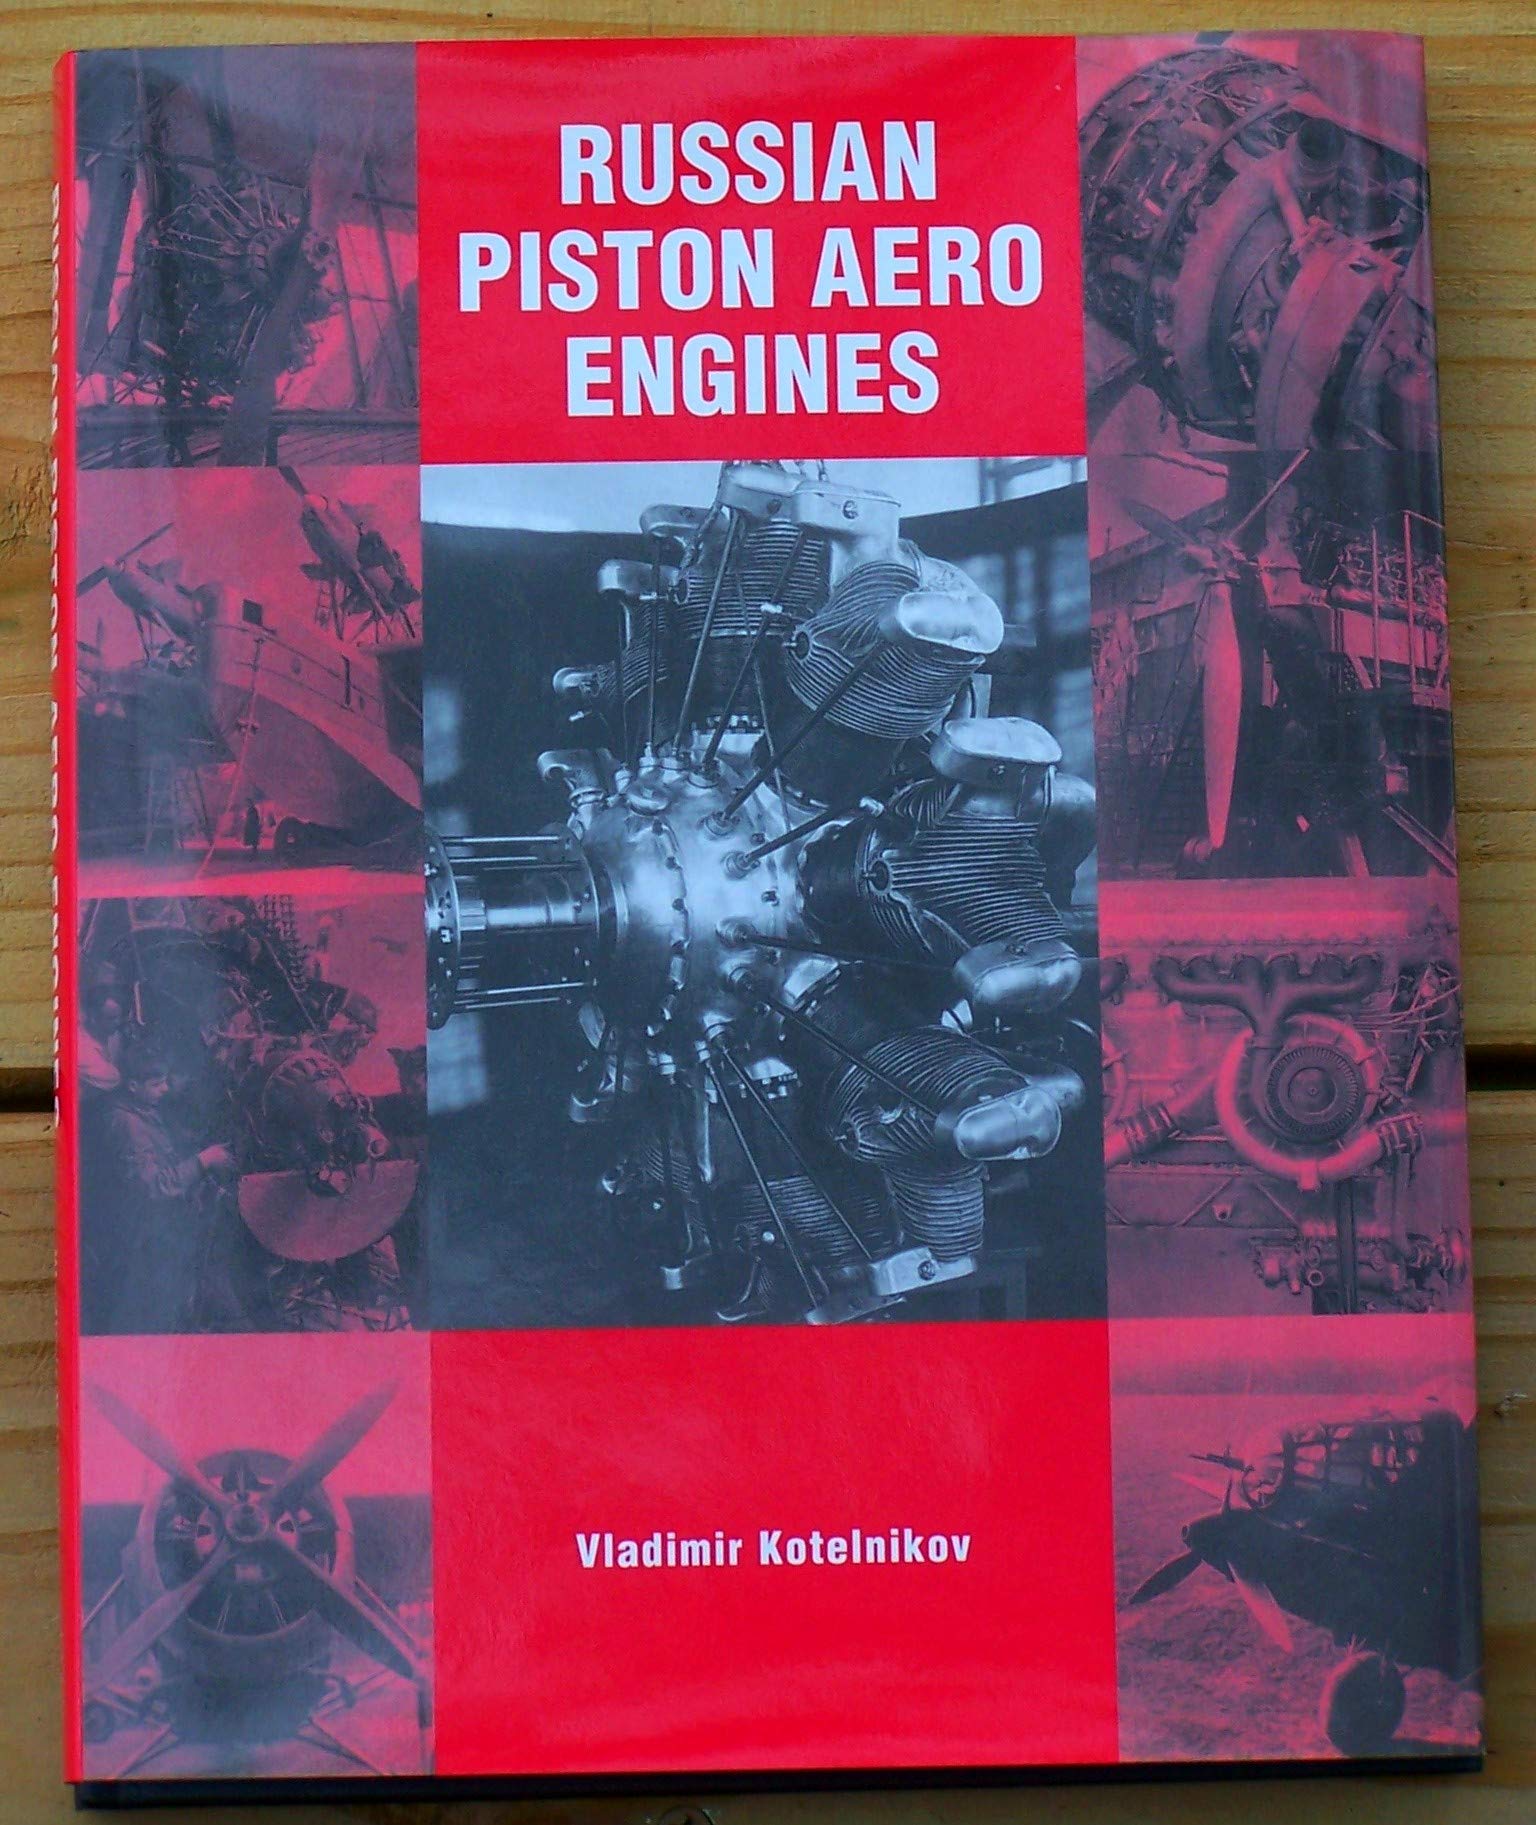 RUSSIAN
PISTON AERO
ENGINES
Vladimir Kotelnikov